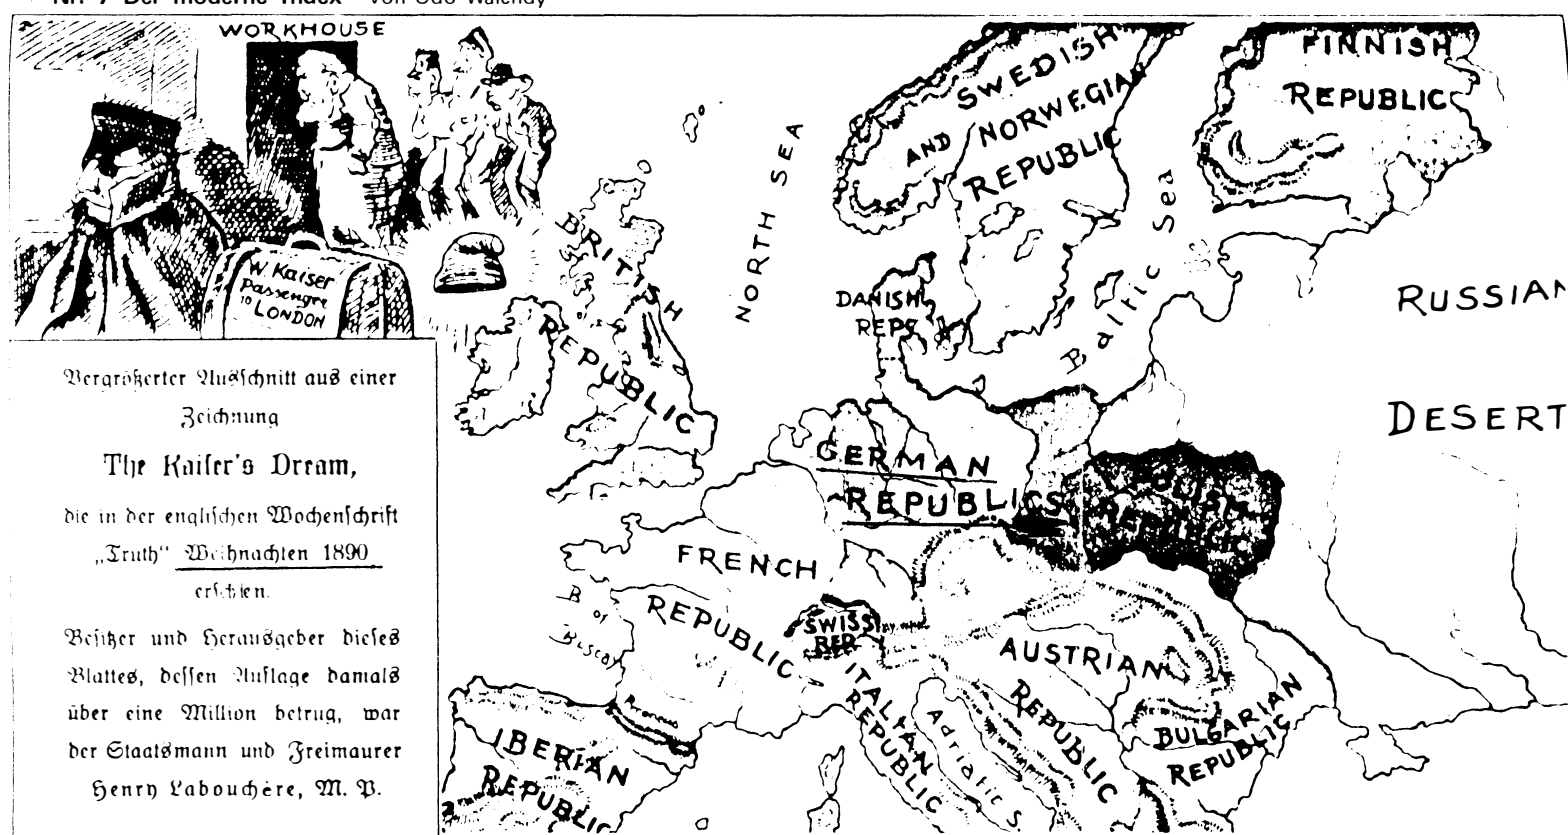 Nr. 7 Der moderne Index von Udo Walendy
WORKHOUSE
W. Kaiser
Passengre
to
LONDON
Vergrößerter Ausschnitt aus einer
Zeichnung
The Kaiser's Dream,
die in der englischen Wochenschrift
„Truth“ Weihnachten 1890
erschien.
Besitzer und Herausgeber dieses
Blattes, dessen Auflage damals
über eine Million betrug, war
der Staatsmann und Freimaurer
Henry Labouchère, M. P.
NORTH SEA
SWEDISH
AND NORWEGIAN
REPUBLIC
FINNISH
REPUBLIC
Baltic Sea
BRITISH
REPUBLIC
DANISH
REPC
RUSSIAN
DESERT
GERMAN
REPUBLICS
POLISH
REPUBLIC
FRENCH
REPUBLIC
B of
Biscay
SWISS
REP
AUSTRIAN
REPUBLIC
ITALIAN
REPUBLIC
Adriatic S.
BULGARIAN
REPUBLIC
IBERIAN
REPUBLIC